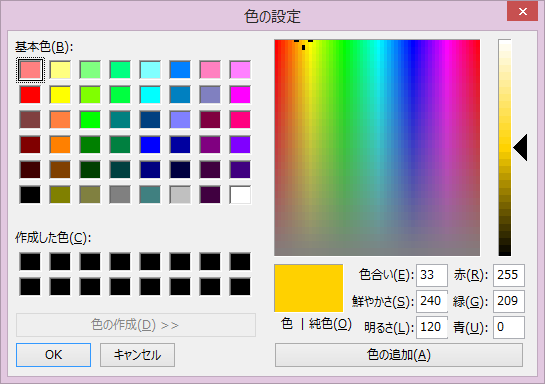 色の設定
基本色(B):
作成した色(C):
色の作成(D) >>
OK
キャンセル
色 | 純色(O)
色合い(E): 33
鮮やかさ(S): 240
明るさ(L): 120
赤(R): 255
緑(G): 209
青(U): 0
色の追加(A)